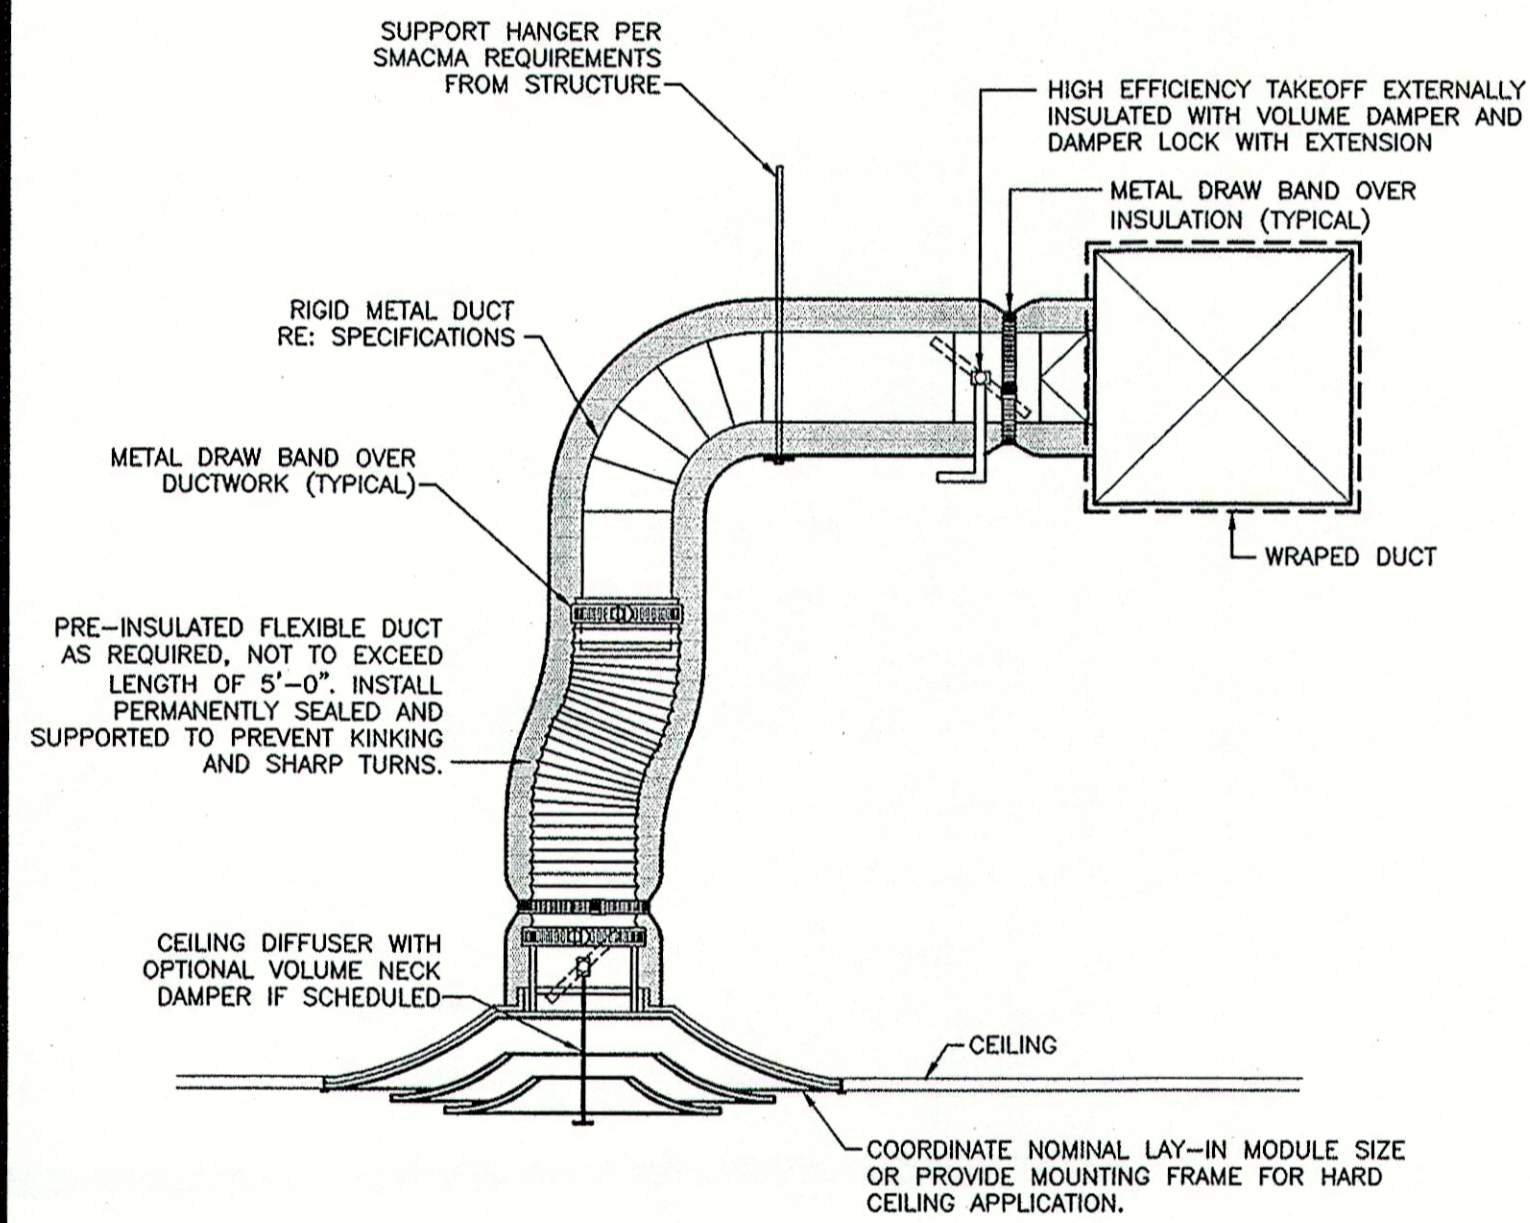 SUPPORT HANGER PER
SMACMA REQUIREMENTS
FROM STRUCTURE
HIGH EFFICIENCY TAKEOFF EXTERNALLY
INSULATED WITH VOLUME DAMPER AND
DAMPER LOCK WITH EXTENSION
METAL DRAW BAND OVER
INSULATION (TYPICAL)
RIGID METAL DUCT
RE: SPECIFICATIONS
METAL DRAW BAND OVER
DUCTWORK (TYPICAL)
WRAPED DUCT
PRE-INSULATED FLEXIBLE DUCT
AS REQUIRED, NOT TO EXCEED
LENGTH OF 5'-0". INSTALL
PERMANENTLY SEALED AND
SUPPORTED TO PREVENT KINKING
AND SHARP TURNS.
CEILING DIFFUSER WITH
OPTIONAL VOLUME NECK
DAMPER IF SCHEDULED
CEILING
COORDINATE NOMINAL LAY-IN MODULE SIZE
OR PROVIDE MOUNTING FRAME FOR HARD
CEILING APPLICATION.